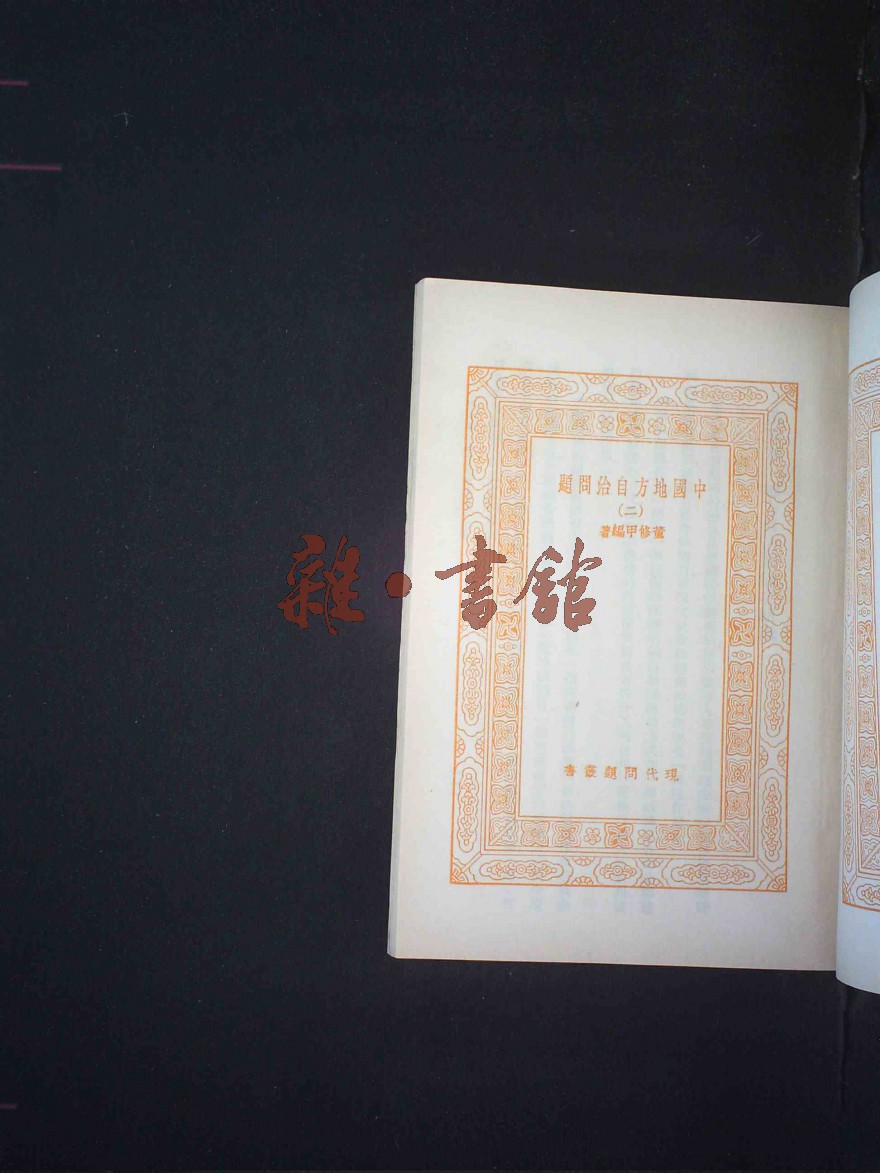 中國地方自治問題
(二)
董修甲編著
雜·書館
現代問題叢書